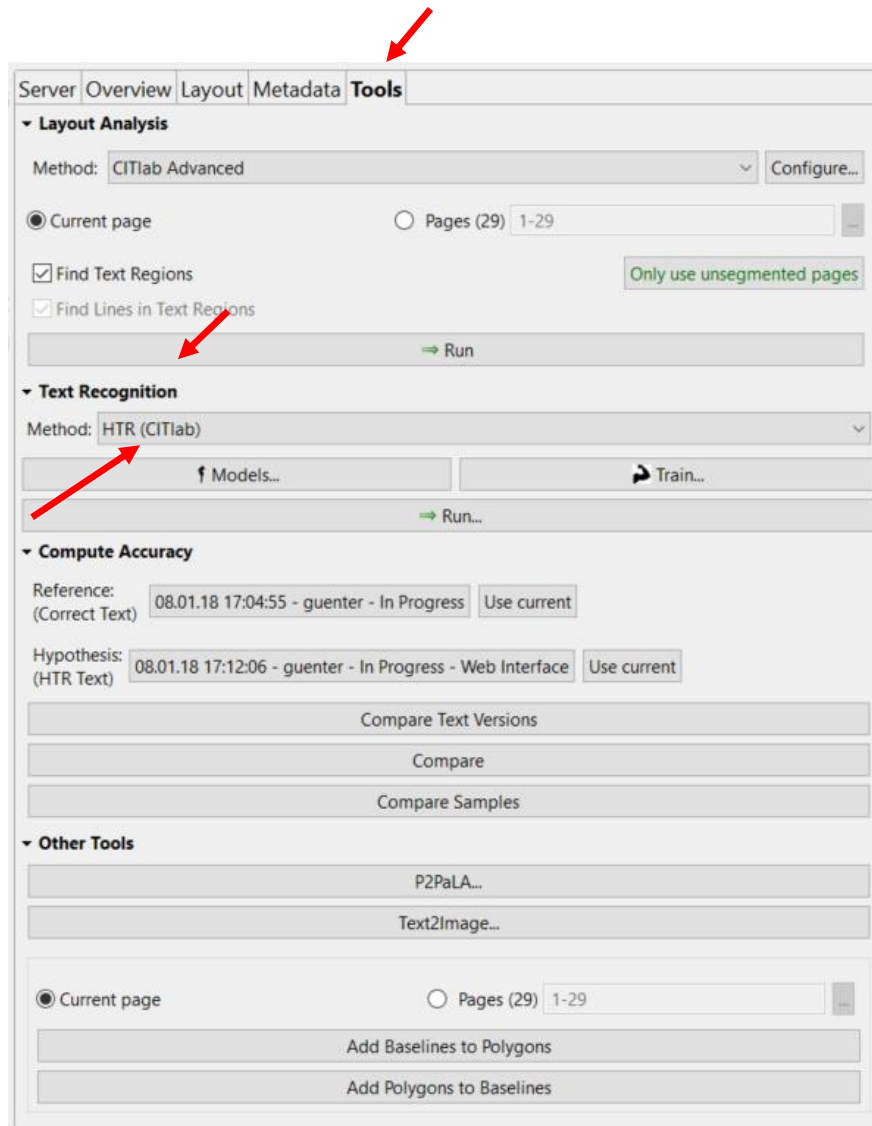 Server Overview Layout Metadata Tools
Layout Analysis
Method: CITlab Advanced Configure...
Current page Pages (29) 1-29 ...
Find Text Regions Only use unsegmented pages
Find Lines in Text Regions
⇒ Run
Text Recognition
Method: HTR (CITlab)
Models... Train...
⇒ Run...
Compute Accuracy
Reference:
(Correct Text) 08.01.18 17:04:55 - guenter - In Progress Use current
Hypothesis:
(HTR Text) 08.01.18 17:12:06 - guenter - In Progress - Web Interface Use current
Compare Text Versions
Compare
Compare Samples
Other Tools
P2PaLA...
Text2Image...
Current page Pages (29) 1-29 ...
Add Baselines to Polygons
Add Polygons to Baselines